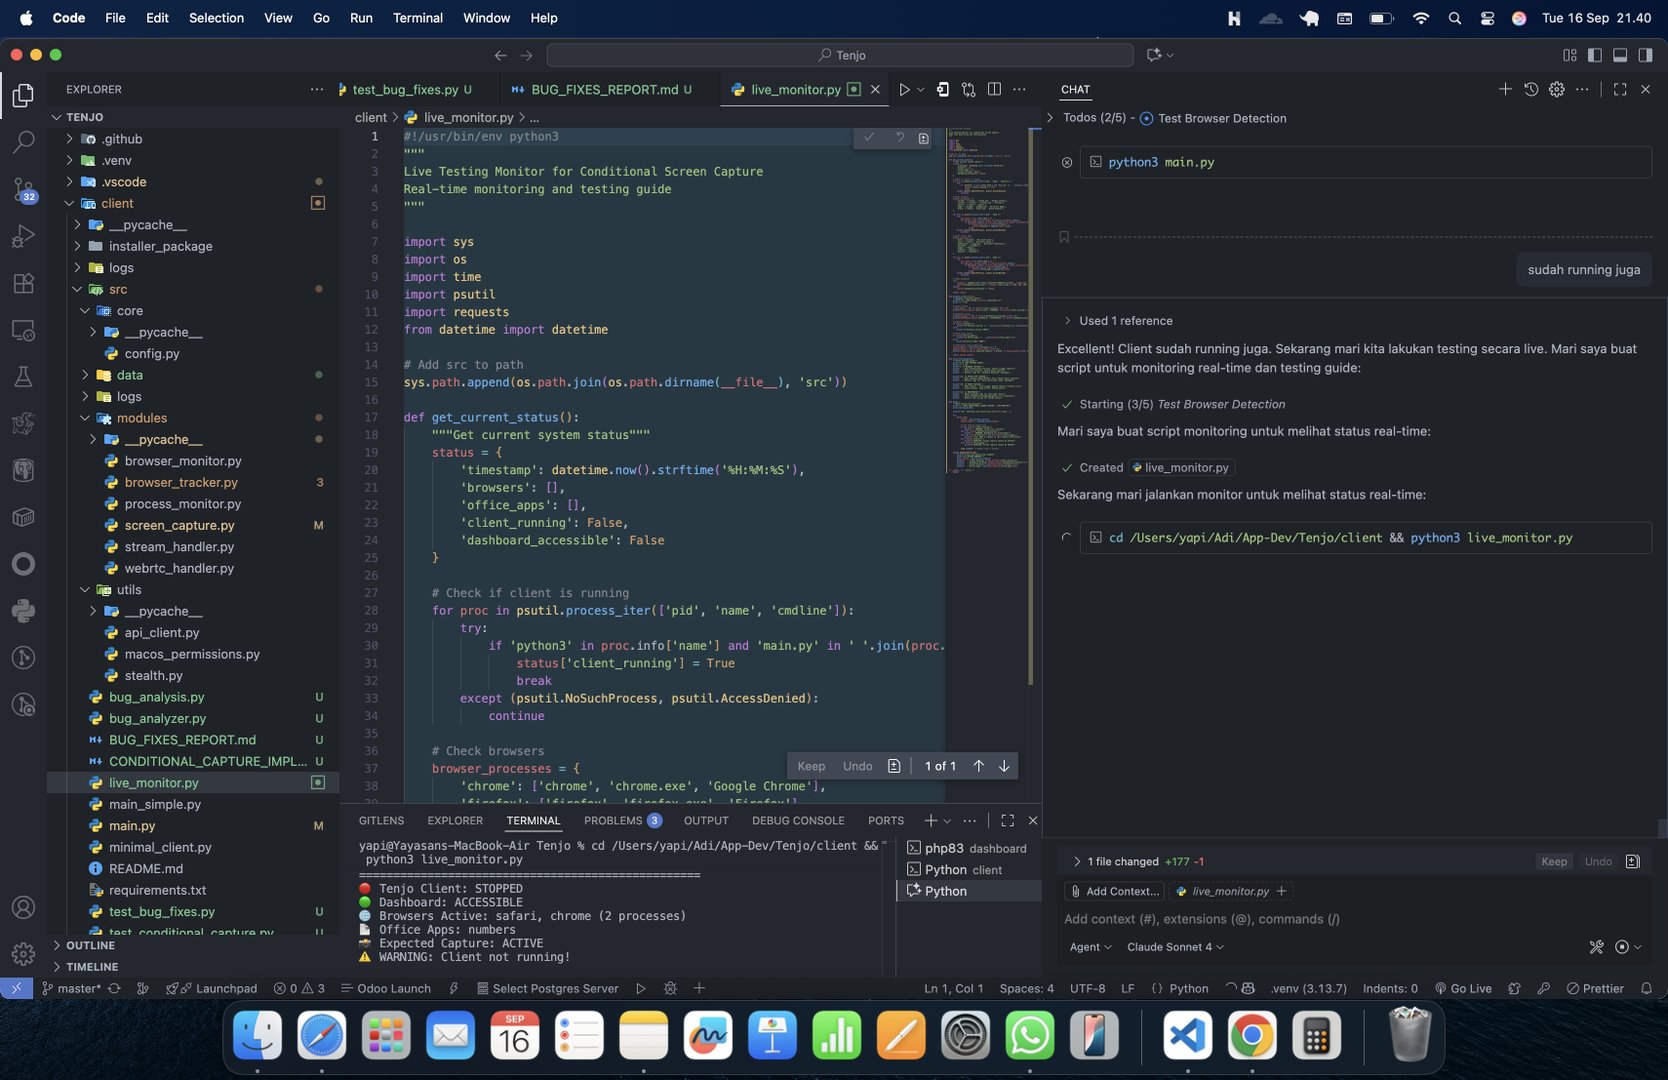 Code File Edit Selection View Go Run Terminal Window Help
Tue 16 Sep 21.40
Tenjo
EXPLORER
TENJO
.github
.venv
.vscode
client
__pycache__
installer_package
logs
src
core
__pycache__
config.py
data
logs
modules
__pycache__
browser_monitor.py
browser_tracker.py 3
process_monitor.py
screen_capture.py M
stream_handler.py
webrtc_handler.py
utils
__pycache__
api_client.py
macos_permissions.py
stealth.py
bug_analysis.py U
bug_analyzer.py U
BUG_FIXES_REPORT.md U
CONDITIONAL_CAPTURE_IMPL... U
live_monitor.py
main_simple.py
main.py M
minimal_client.py
README.md
requirements.txt
test_bug_fixes.py U
test_conditional_capture.py U
OUTLINE
TIMELINE
32
test_bug_fixes.py U
BUG_FIXES_REPORT.md U
live_monitor.py
client > live_monitor.py > ...
1 #!/usr/bin/env python3
2 """
3 Live Testing Monitor for Conditional Screen Capture
4 Real-time monitoring and testing guide
5 """
6
7 import sys
8 import os
9 import time
10 import psutil
11 import requests
12 from datetime import datetime
13
14 # Add src to path
15 sys.path.append(os.path.join(os.path.dirname(__file__), 'src'))
16
17 def get_current_status():
18 """Get current system status"""
19 status = {
20 'timestamp': datetime.now().strftime('%H:%M:%S'),
21 'browsers': [],
22 'office_apps': [],
23 'client_running': False,
24 'dashboard_accessible': False
25 }
26
27 # Check if client is running
28 for proc in psutil.process_iter(['pid', 'name', 'cmdline']):
29 try:
30 if 'python3' in proc.info['name'] and 'main.py' in ' '.join(proc.
31 status['client_running'] = True
32 break
33 except (psutil.NoSuchProcess, psutil.AccessDenied):
34 continue
35
36 # Check browsers
37 browser_processes = {
38 'chrome': ['chrome', 'chrome.exe', 'Google Chrome'],
39 'firefox': ['firefox', 'firefox.exe', 'Firefox'],
Keep Undo 1 of 1
GITLENS EXPLORER TERMINAL PROBLEMS 3 OUTPUT DEBUG CONSOLE PORTS
yapi@Yayasans-MacBook-Air Tenjo % cd /Users/yapi/Adi/App-Dev/Tenjo/client &&
python3 live_monitor.py
==================================================
🔴 Tenjo Client: STOPPED
🟢 Dashboard: ACCESSIBLE
🌐 Browsers Active: safari, chrome (2 processes)
📄 Office Apps: numbers
📸 Expected Capture: ACTIVE
⚠️ WARNING: Client not running!
php83 dashboard
Python client
Python
CHAT
Todos (2/5) - Test Browser Detection
python3 main.py
sudah running juga
Used 1 reference
Excellent! Client sudah running juga. Sekarang mari kita lakukan testing secara live. Mari saya buat
script untuk monitoring real-time dan testing guide:
Starting (3/5) Test Browser Detection
Mari saya buat script monitoring untuk melihat status real-time:
Created live_monitor.py
Sekarang mari jalankan monitor untuk melihat status real-time:
cd /Users/yapi/Adi/App-Dev/Tenjo/client && python3 live_monitor.py
1 file changed +177 -1 Keep Undo
Add Context... live_monitor.py
Add context (#), extensions (@), commands (/)
Agent Claude Sonnet 4
master* Launchpad 0 3 Odoo Launch Select Postgres Server Ln 1, Col 1 Spaces: 4 UTF-8 LF {} Python .venv (3.13.7) Indents: 0 Go Live Prettier
SEP
16